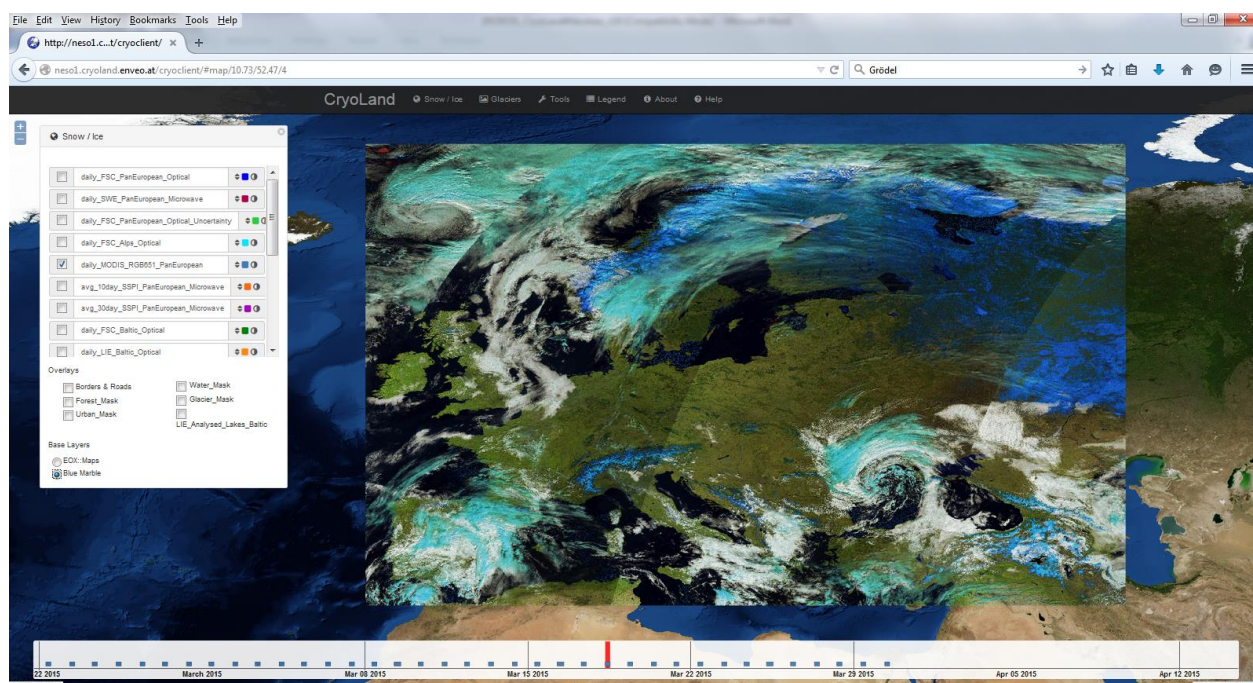 File Edit View History Bookmarks Tools Help
http://neso1.c...t/cryoclient/ × +
neso1.cryoland.enveo.at/cryoclient/#map/10.73/52.47/4
Grödel
CryoLand Snow / Ice Glaciers Tools Legend About Help
+
−
Snow / Ice
daily_FSC_PanEuropean_Optical
daily_SWE_PanEuropean_Microwave
daily_FSC_PanEuropean_Optical_Uncertainty
daily_FSC_Alps_Optical
daily_MODIS_RGB651_PanEuropean
avg_10day_SSPI_PanEuropean_Microwave
avg_30day_SSPI_PanEuropean_Microwave
daily_FSC_Baltic_Optical
daily_LIE_Baltic_Optical
Overlays
Borders & Roads Water_Mask
Forest_Mask Glacier_Mask
Urban_Mask
LIE_Analysed_Lakes_Baltic
Base Layers
EOX::Maps
Blue Marble
22 2015 March 2015 Mar 08 2015 Mar 15 2015 Mar 22 2015 Mar 29 2015 Apr 05 2015 Apr 12 2015